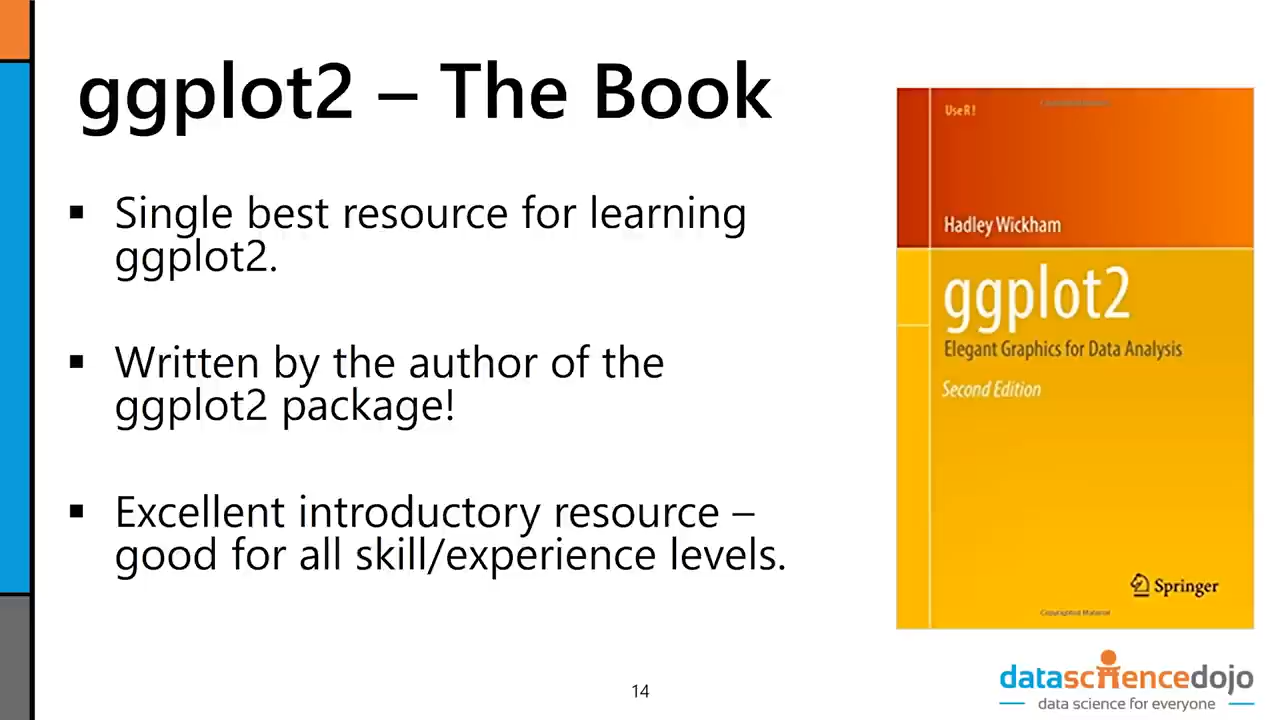 ggplot2 – The Book
▪ Single best resource for learning
ggplot2.
▪ Written by the author of the
ggplot2 package!
▪ Excellent introductory resource –
good for all skill/experience levels.
Use R!
Hadley Wickham
ggplot2
Elegant Graphics for Data Analysis
Second Edition
Springer
Copyrighted Material
14
datasciencedojo
data science for everyone